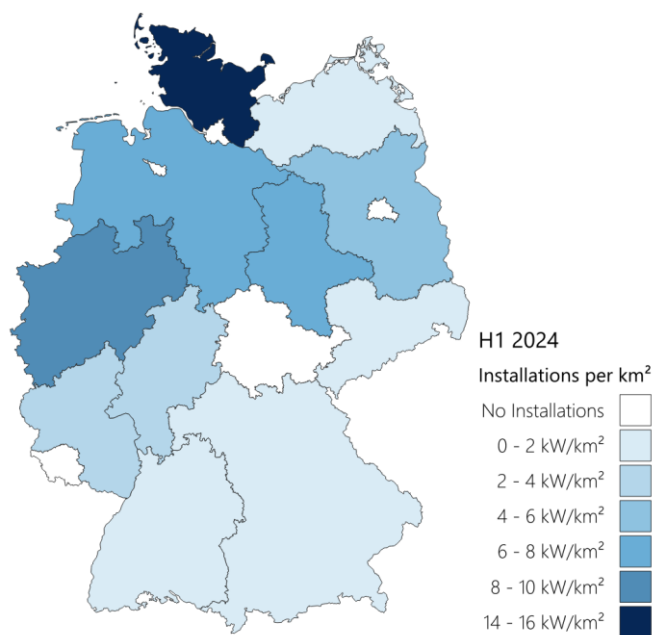 H1 2024
Installations per km²
No Installations
0 - 2 kW/km²
2 - 4 kW/km²
4 - 6 kW/km²
6 - 8 kW/km²
8 - 10 kW/km²
14 - 16 kW/km²